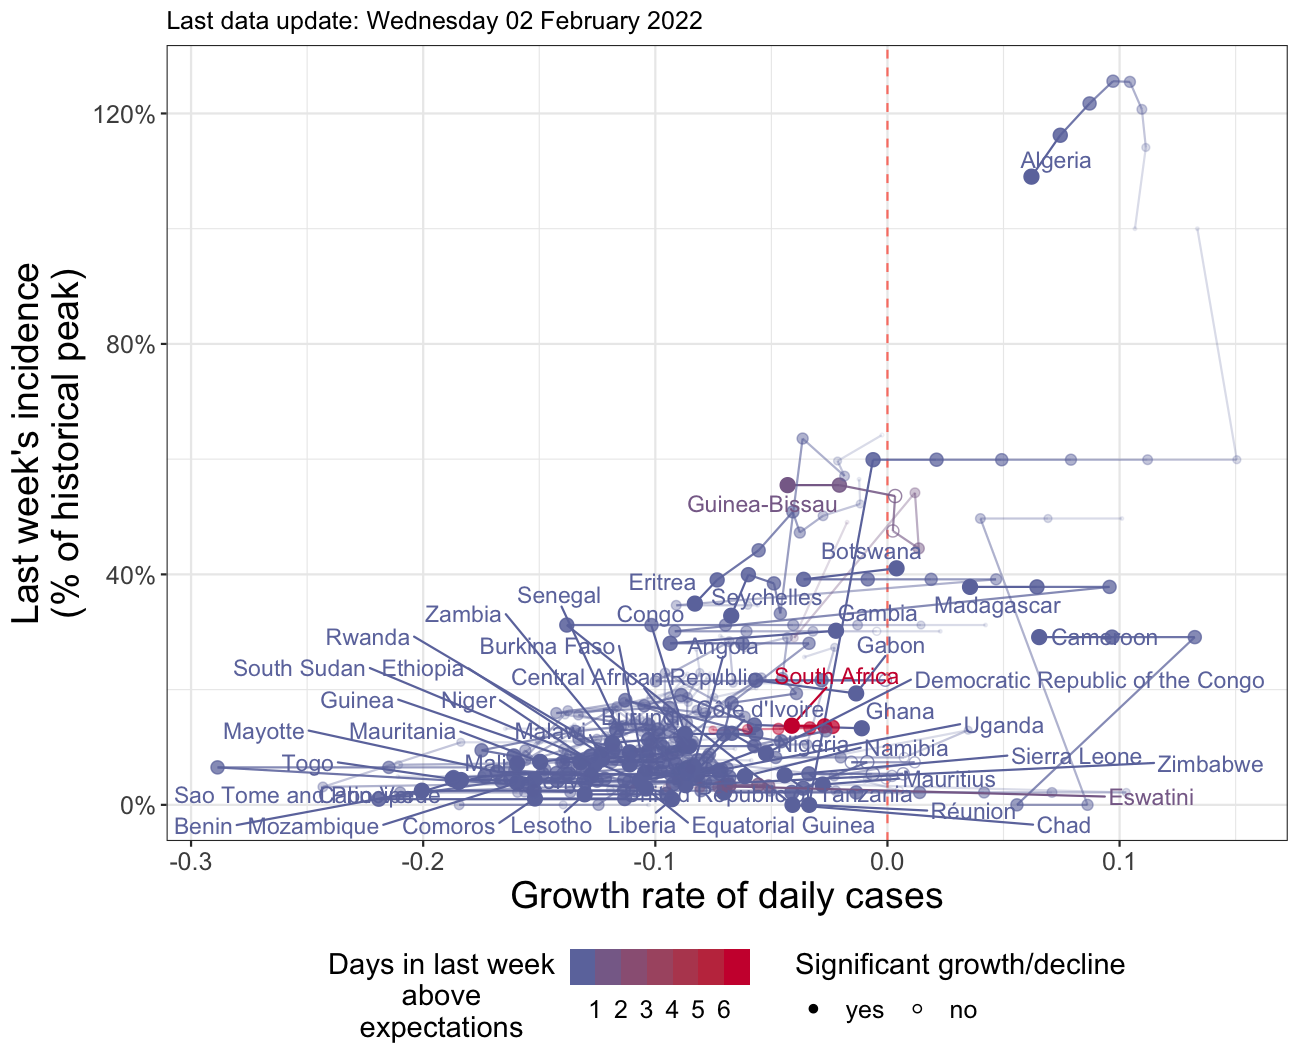 Last data update: Wednesday 02 February 2022
120%
80%
40%
0%
Last week's incidence
(% of historical peak)
Algeria
Guinea-Bissau
Botswana
Eritrea
Seychelles
Senegal
Madagascar
Zambia
Congo
Gambia
Rwanda
Burkina Faso
Angola
Gabon
Cameroon
South Sudan
Ethiopia
Central African Republic
South Africa
Democratic Republic of the Congo
Guinea
Niger
Côte d'Ivoire
Ghana
Mayotte
Mauritania
Malawi
Burundi
Nigeria
Namibia
Uganda
Togo
Mali
Sierra Leone
Zimbabwe
Mauritius
Sao Tome and
Tanzania
Eswatini
Réunion
Benin
Mozambique
Comoros
Lesotho
Liberia
Equatorial Guinea
Chad
-0.3
-0.2
-0.1
0.0
0.1
Growth rate of daily cases
Days in last week
above
expectations
1 2 3 4 5 6
Significant growth/decline
yes
no